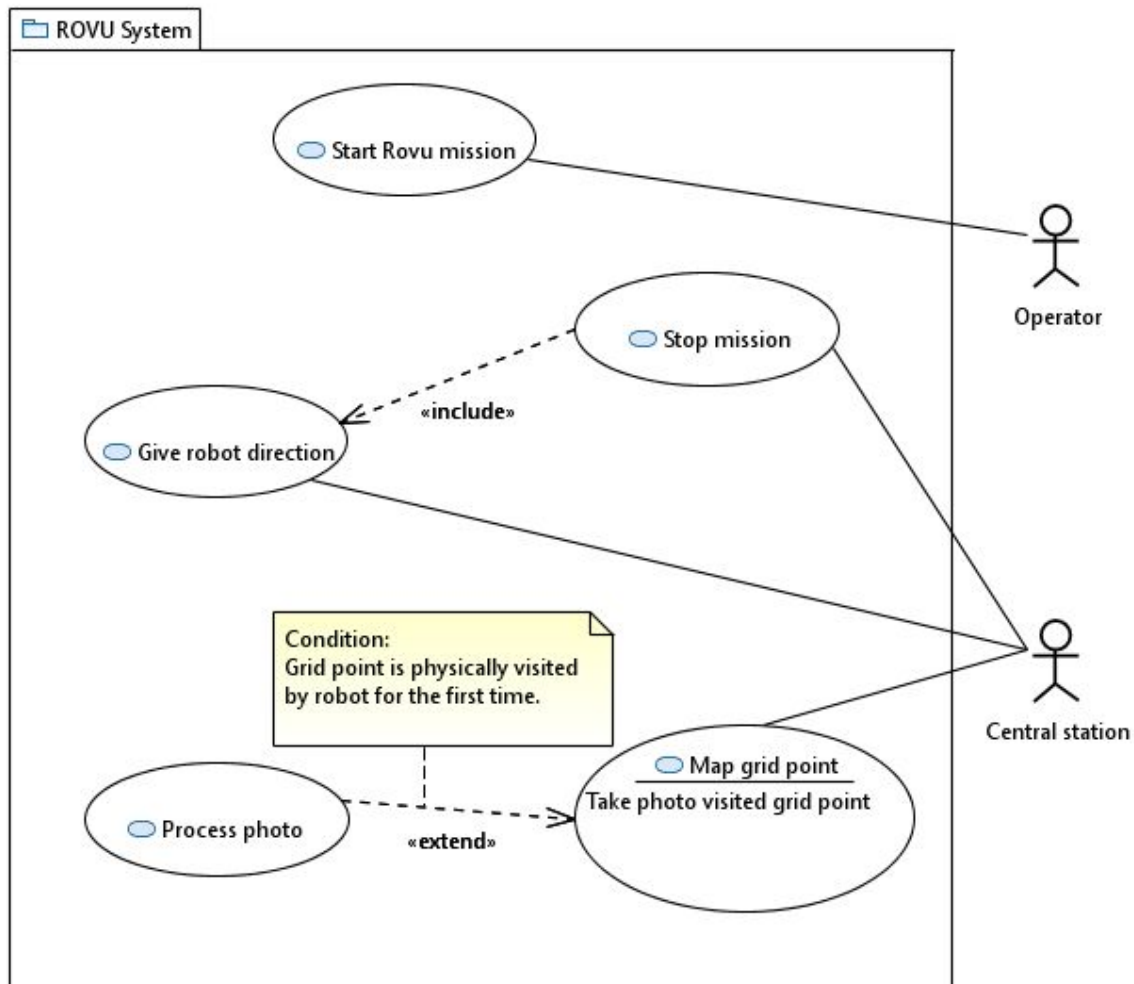 ROVU System
Start Rovu mission
Operator
Stop mission
«include»
Give robot direction
Condition:
Grid point is physically visited
by robot for the first time.
Central station
Map grid point
Take photo visited grid point
Process photo
«extend»